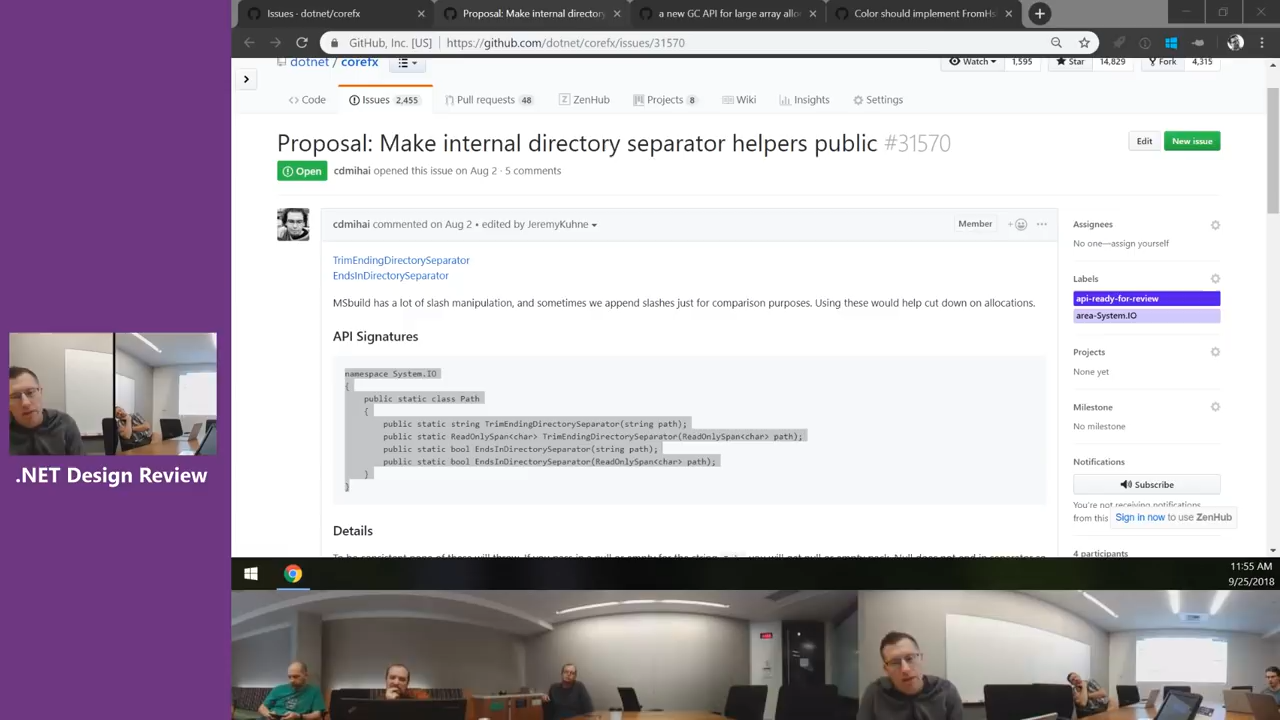 Issues · dotnet/corefx
Proposal: Make internal directory
a new GC API for large array allo
Color should implement FromHs
GitHub, Inc. [US] | https://github.com/dotnet/corefx/issues/31570
dotnet / corefx
Watch 1,595 Star 14,829 Fork 4,315
Code Issues 2,455 Pull requests 48 ZenHub Projects 8 Wiki Insights Settings
Proposal: Make internal directory separator helpers public #31570
Edit New issue
Open cdmihai opened this issue on Aug 2 · 5 comments
cdmihai commented on Aug 2 • edited by JeremyKuhne
Member
TrimEndingDirectorySeparator
EndsInDirectorySeparator
MSbuild has a lot of slash manipulation, and sometimes we append slashes just for comparison purposes. Using these would help cut down on allocations.
API Signatures
namespace System.IO
{
public static class Path
{
public static string TrimEndingDirectorySeparator(string path);
public static ReadOnlySpan<char> TrimEndingDirectorySeparator(ReadOnlySpan<char> path);
public static bool EndsInDirectorySeparator(string path);
public static bool EndsInDirectorySeparator(ReadOnlySpan<char> path);
}
}
Details
Assignees
No one—assign yourself
Labels
api-ready-for-review
area-System.IO
Projects
None yet
Milestone
No milestone
Notifications
Subscribe
You're not receiving notifications
from this
Sign in now to use ZenHub
4 participants
.NET Design Review
11:55 AM
9/25/2018